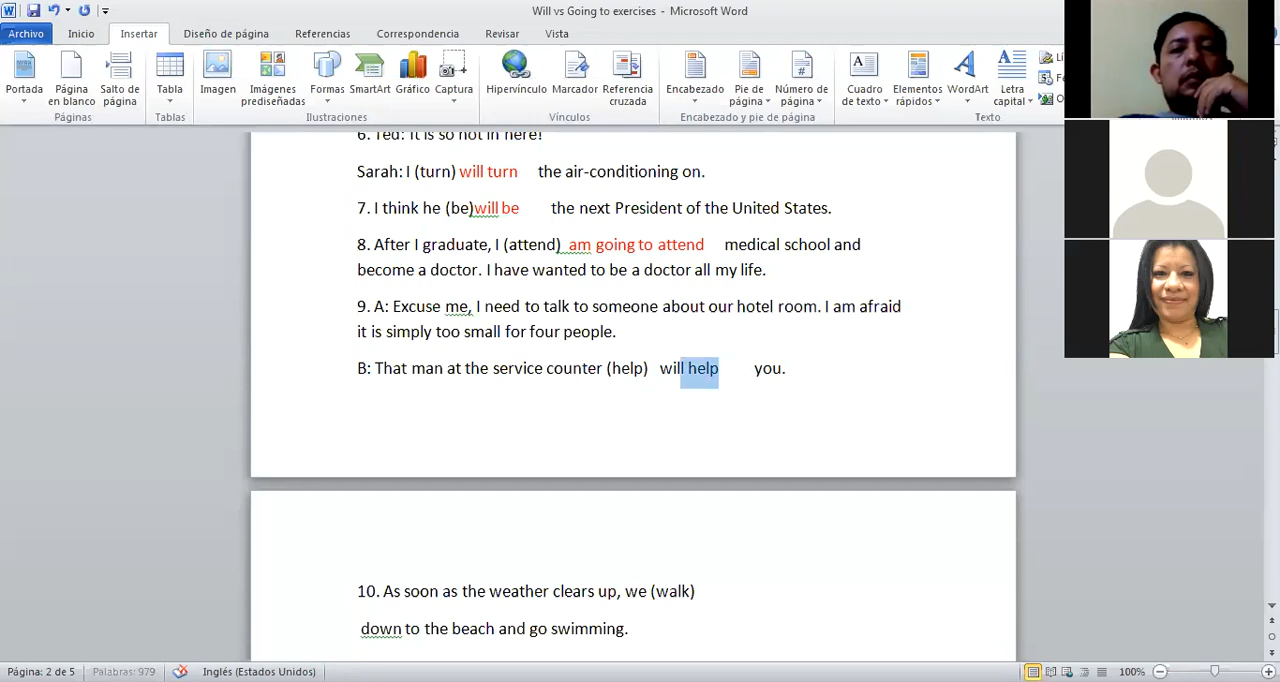 Will vs Going to exercises - Microsoft Word
Archivo Inicio Insertar Diseño de página Referencias Correspondencia Revisar Vista
Portada Página en blanco Salto de página Tabla Imagen Imágenes prediseñadas Formas SmartArt Gráfico Captura Hipervínculo Marcador Referencia cruzada Encabezado Pie de página Número de página Cuadro de texto Elementos rápidos WordArt Letra capital
Páginas Tablas Ilustraciones Vínculos Encabezado y pie de página Texto
6. Ted: It is so hot in here!
Sarah: I (turn) will turn the air-conditioning on.
7. I think he (be)will be the next President of the United States.
8. After I graduate, I (attend) am going to attend medical school and
become a doctor. I have wanted to be a doctor all my life.
9. A: Excuse me, I need to talk to someone about our hotel room. I am afraid
it is simply too small for four people.
B: That man at the service counter (help) will help you.
10. As soon as the weather clears up, we (walk)
down to the beach and go swimming.
Página: 2 de 5 Palabras: 979 Inglés (Estados Unidos) 100%